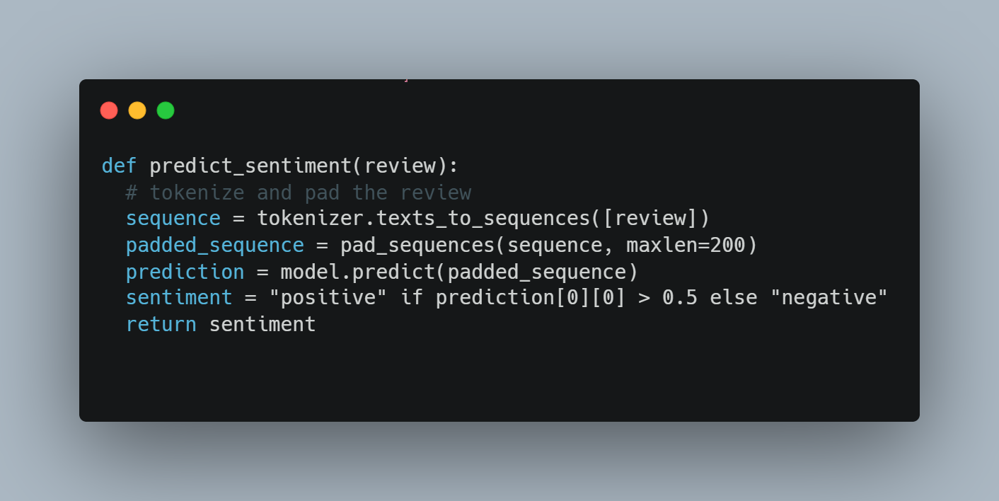 def predict_sentiment(review):
  # tokenize and pad the review
  sequence = tokenizer.texts_to_sequences([review])
  padded_sequence = pad_sequences(sequence, maxlen=200)
  prediction = model.predict(padded_sequence)
  sentiment = "positive" if prediction[0][0] > 0.5 else "negative"
  return sentiment